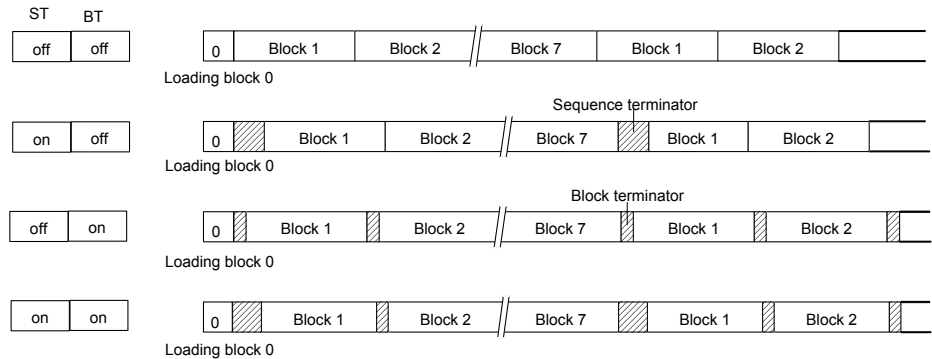 ST BT
off off 0 Block 1 Block 2 Block 7 Block 1 Block 2
Loading block 0
Sequence terminator
on off 0 Block 1 Block 2 Block 7 Block 1 Block 2
Loading block 0
Block terminator
off on 0 Block 1 Block 2 Block 7 Block 1 Block 2
Loading block 0
on on 0 Block 1 Block 2 Block 7 Block 1 Block 2
Loading block 0